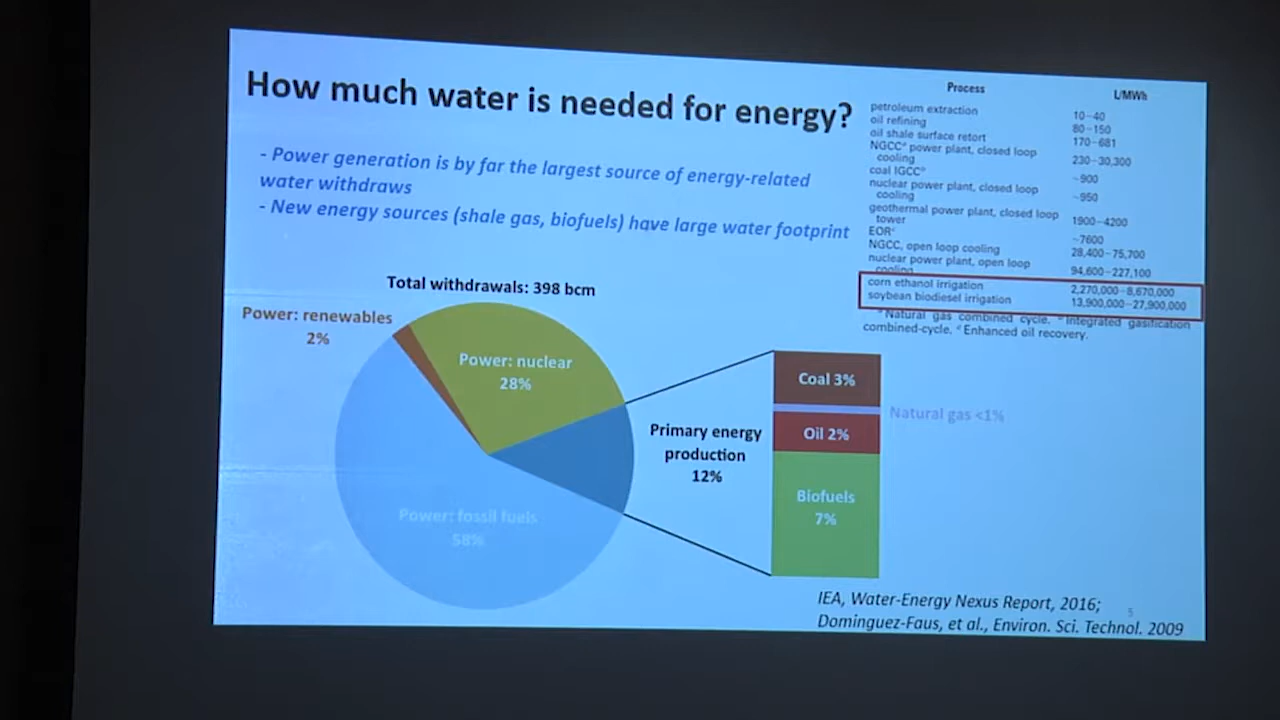 How much water is needed for energy?
- Power generation is by far the largest source of energy-related
water withdraws
- New energy sources (shale gas, biofuels) have large water footprint
Process L/MWh
petroleum extraction 10–40
oil refining 80–150
oil shale surface retort 170–681
NGCCᵃ power plant, closed loop
cooling 230–30,300
coal IGCCᵇ ~900
nuclear power plant, closed loop
cooling ~950
geothermal power plant, closed loop
tower 1900–4200
EORᶜ ~7600
NGCC, open loop cooling 28,400–75,700
nuclear power plant, open loop
cooling 94,600–227,100
corn ethanol irrigation 2,270,000–8,670,000
soybean biodiesel irrigation 13,900,000–27,900,000
Natural gas combined cycle. Integrated gasification
combined-cycle. Enhanced oil recovery.
Total withdrawals: 398 bcm
Power: renewables
2%
Power: nuclear
28%
Power: fossil fuels
58%
Primary energy
production
12%
Coal 3%
Natural gas <1%
Oil 2%
Biofuels
7%
IEA, Water-Energy Nexus Report, 2016;
Dominguez-Faus, et al., Environ. Sci. Technol. 2009
5